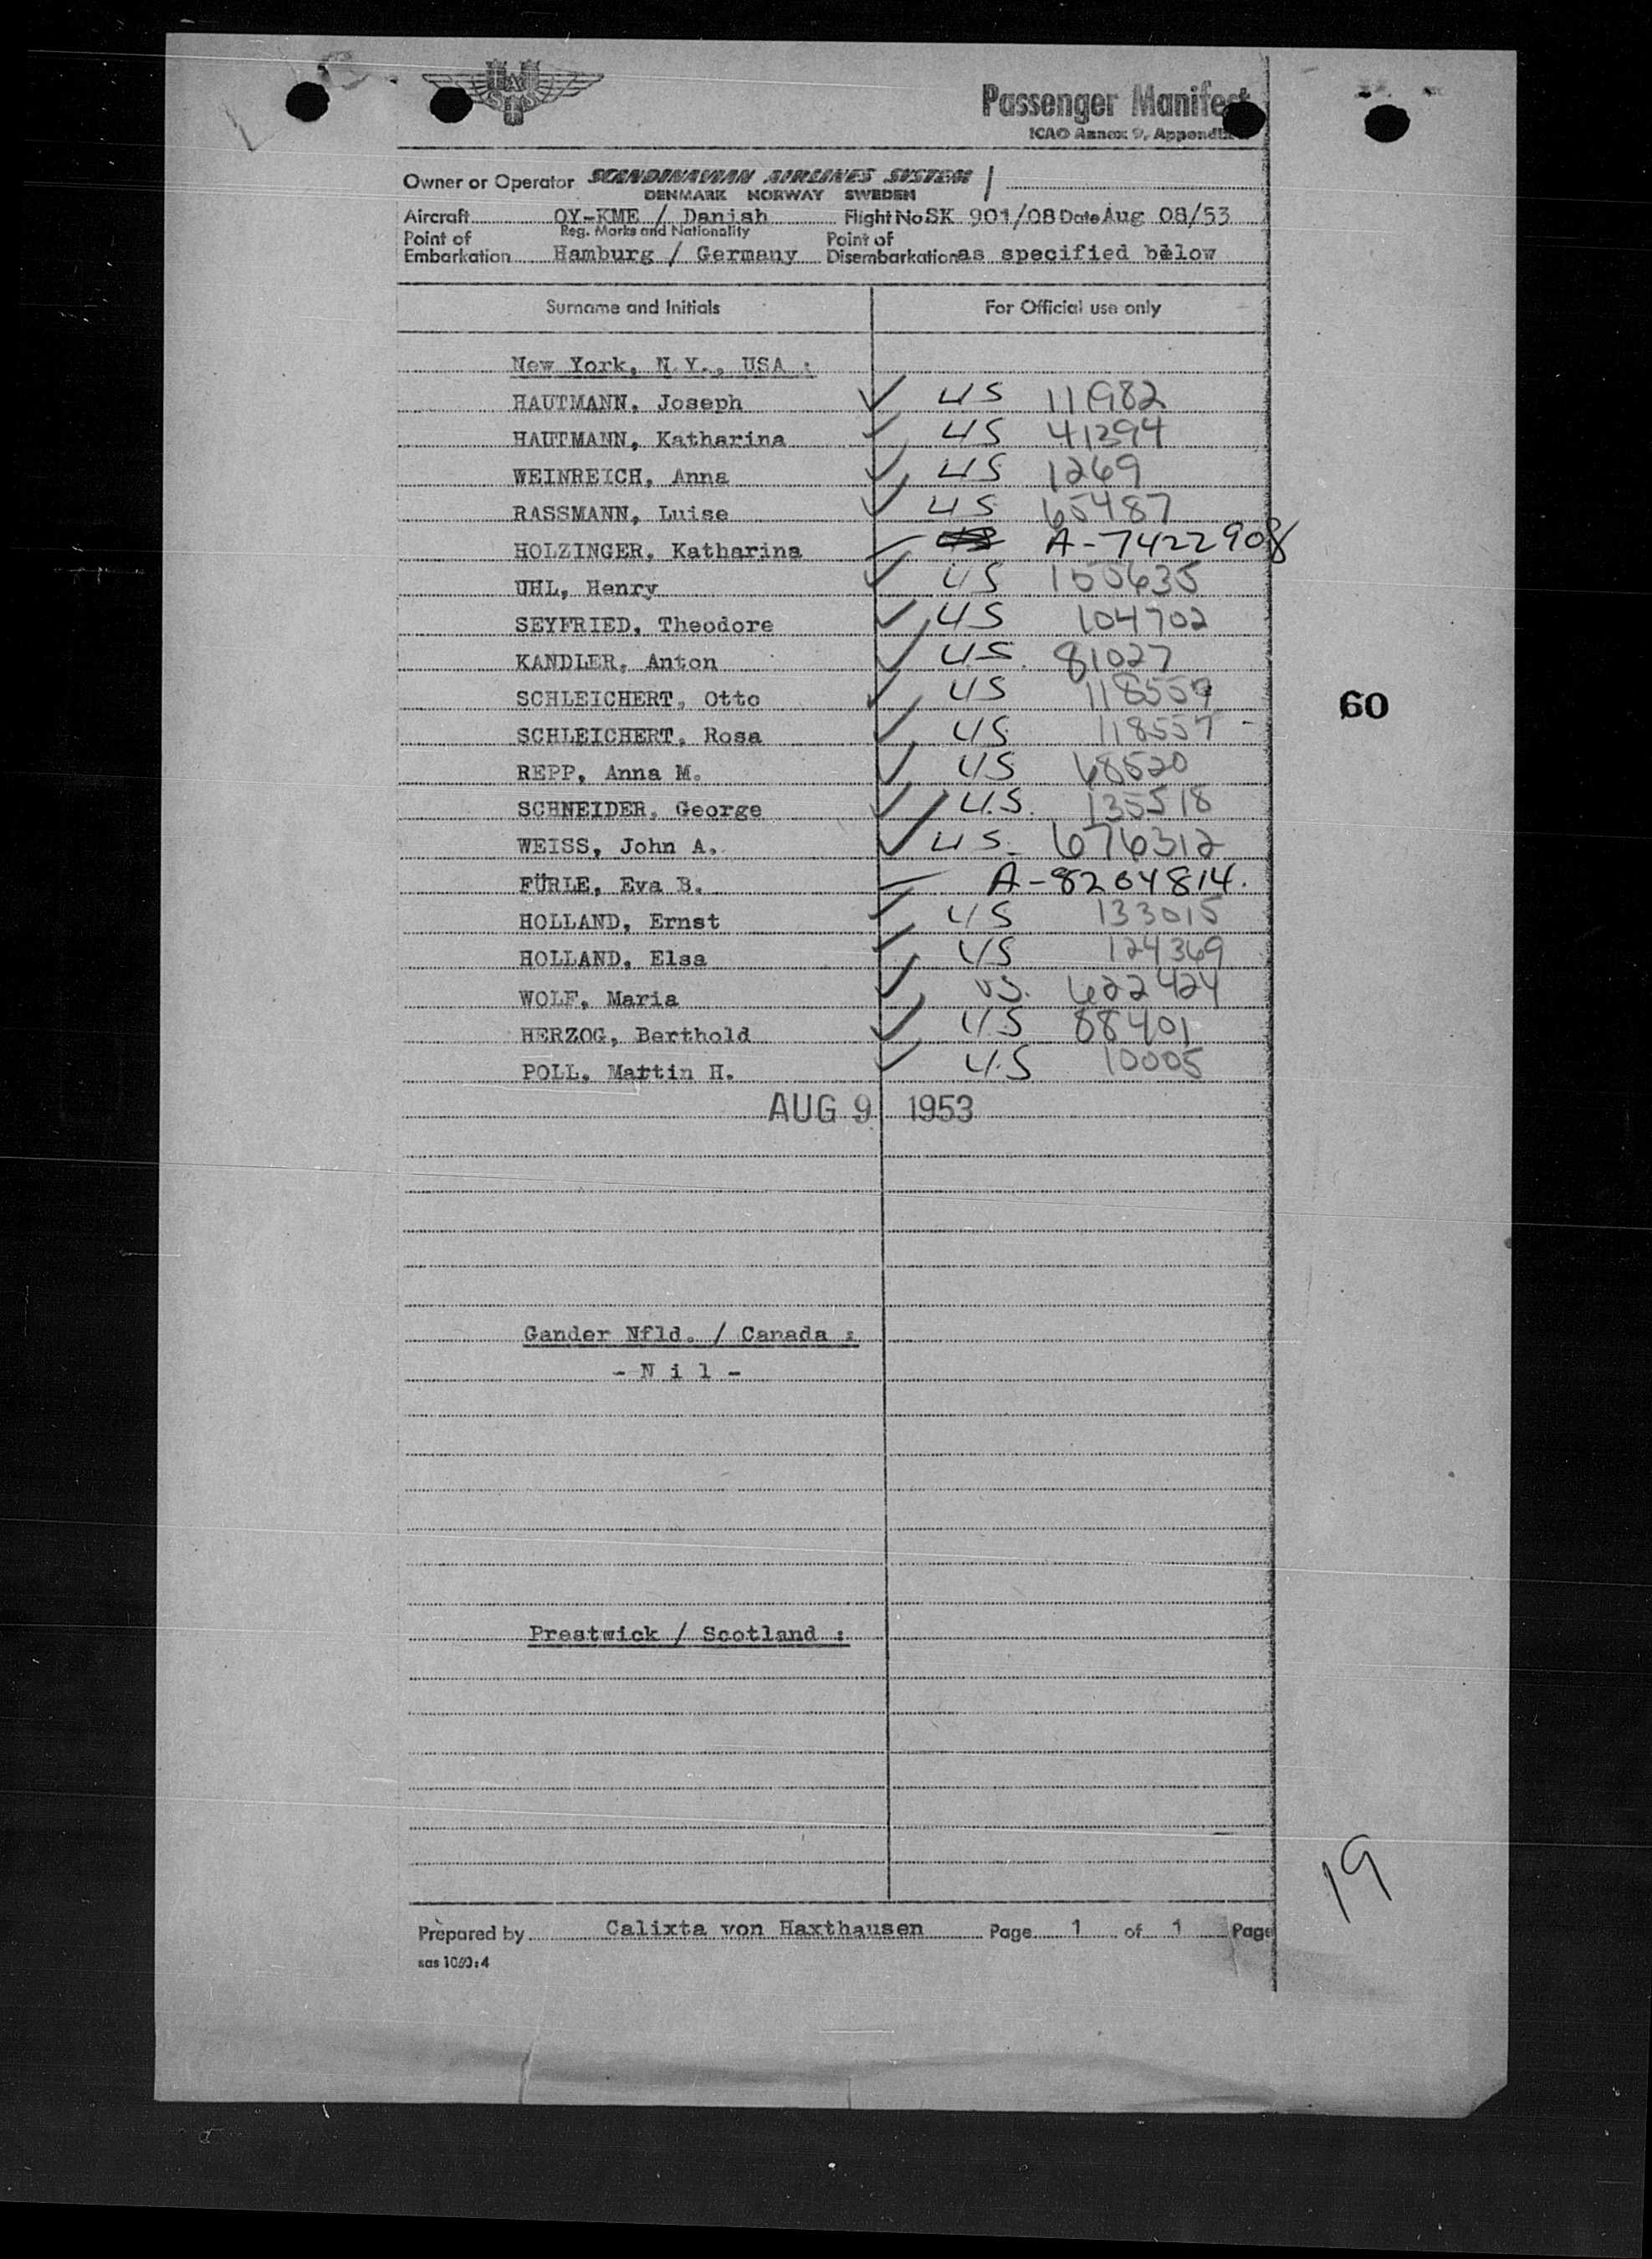 SAS
Passenger Manifest
ICAO Annex 9, Appendix
Owner or Operator SCANDINAVIAN AIRLINES SYSTEM /
DENMARK NORWAY SWEDEN
Aircraft OY-KME / Danish Flight No SK 901/08 Date Aug 08/53
Reg. Marks and Nationality
Point of Embarkation Hamburg / Germany Point of Disembarkation as specified below
Surname and Initials For Official use only
New York, N.Y., USA :
HAUTMANN, Joseph ✓ US 111982
HAUTMANN, Katharina ✓ US 41294
WEINREICH, Anna ✓ US 1269
RASSMANN, Luise ✓ US 65487
HOLZINGER, Katharina A-7422908
UHL, Henry ✓ US 150635
SEYFRIED, Theodore ✓ US 104702
KANDLER, Anton ✓ U.S. 81027
SCHLEICHERT, Otto ✓ US 118559
SCHLEICHERT, Rosa ✓ US 118557
REPP, Anna M. ✓ US 68520
SCHNEIDER, George ✓ U.S. 135518
WEISS, John A. ✓ US 676312
FÜRLE, Eva B. A-8264814.
HOLLAND, Ernst ✓ US 133015
HOLLAND, Elsa ✓ US 124369
WOLF, Maria ✓ US. 622424
HERZOG, Berthold ✓ US 88401
POLL, Martin H. ✓ U.S 10005
AUG 9 1953
60
Gander Nfld. / Canada :
- N i l -
Prestwick / Scotland :
19
Prepared by Calixta von Haxthausen Page 1 of 1 Page
sas 1060:4